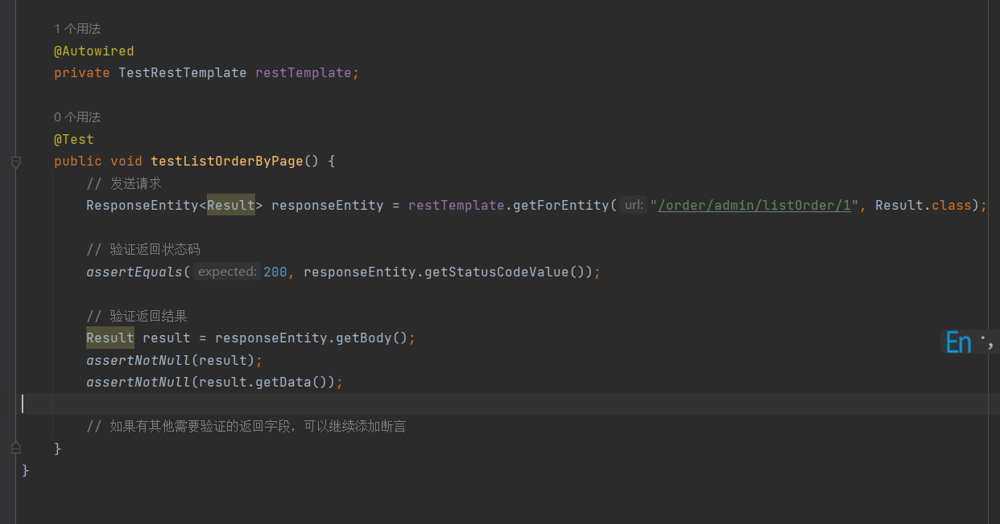 1 个用法
@Autowired
private TestRestTemplate restTemplate;
0 个用法
@Test
public void testListOrderByPage() {
// 发送请求
ResponseEntity<Result> responseEntity = restTemplate.getForEntity( url: "/order/admin/listOrder/1", Result.class);
// 验证返回状态码
assertEquals( expected: 200, responseEntity.getStatusCodeValue());
// 验证返回结果
Result result = responseEntity.getBody();
En ·,
assertNotNull(result);
assertNotNull(result.getData());
// 如果有其他需要验证的返回字段，可以继续添加断言
}
}